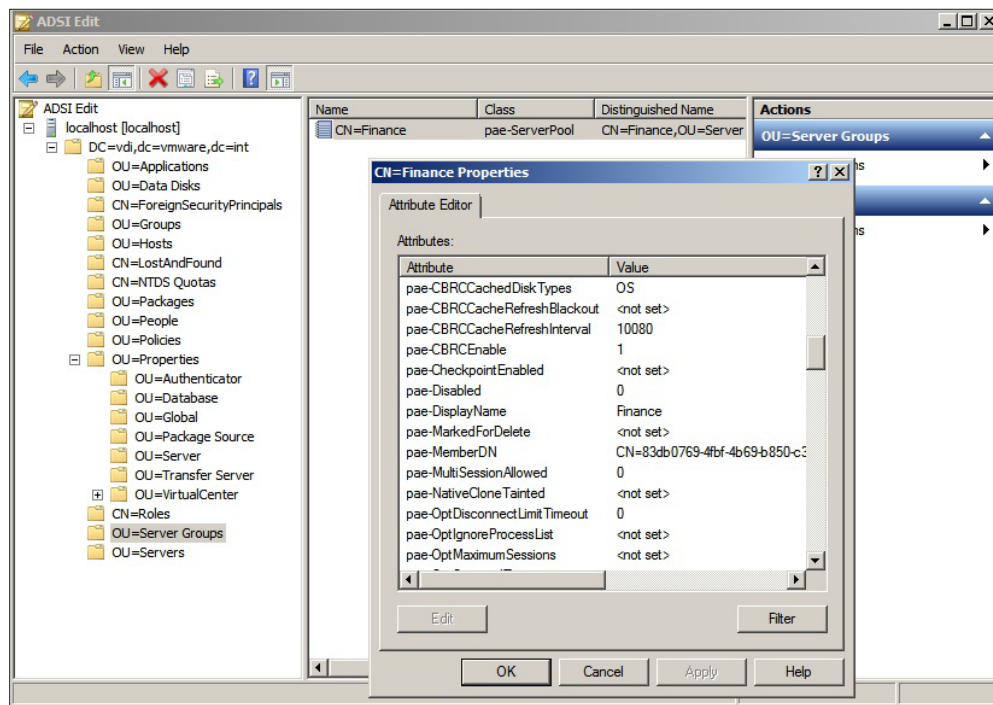 ADSI Edit
File Action View Help
ADSI Edit
localhost [localhost]
DC=vdi,dc=vmware,dc=int
OU=Applications
OU=Data Disks
CN=ForeignSecurityPrincipals
OU=Groups
OU=Hosts
CN=LostAndFound
CN=NTDS Quotas
OU=Packages
OU=People
OU=Policies
OU=Properties
OU=Authenticator
OU=Database
OU=Global
OU=Package Source
OU=Server
OU=Transfer Server
OU=VirtualCenter
CN=Roles
OU=Server Groups
OU=Servers
Name Class Distinguished Name
CN=Finance pae-ServerPool CN=Finance,OU=Server
Actions
OU=Server Groups
ns
ns
CN=Finance Properties
Attribute Editor
Attributes:
Attribute Value
pae-CBRCCachedDiskTypes OS
pae-CBRCCacheRefreshBlackout <not set>
pae-CBRCCacheRefreshInterval 10080
pae-CBRCEnable 1
pae-CheckpointEnabled <not set>
pae-Disabled 0
pae-DisplayName Finance
pae-MarkedForDelete <not set>
pae-MemberDN CN=83db0769-4fbf-4b69-b850-c3
pae-MultiSessionAllowed 0
pae-NativeCloneTainted <not set>
pae-OptDisconnectLimitTimeout 0
pae-OptIgnoreProcessList <not set>
pae-OptMaximumSessions <not set>
Edit Filter
OK Cancel Apply Help